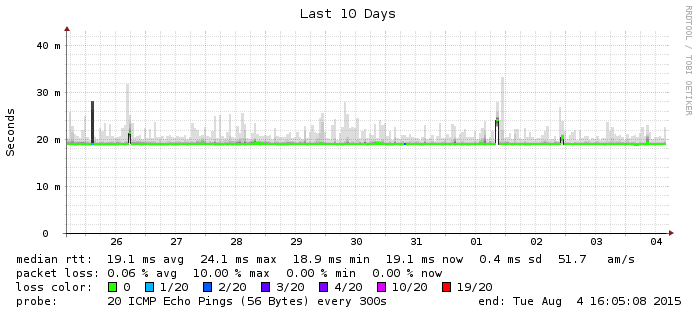 Last 10 Days
RRDTOOL / TOBI OETIKER
Seconds
40 m
30 m
20 m
10 m
0
26 27 28 29 30 31 01 02 03 04
median rtt: 19.1 ms avg 24.1 ms max 18.9 ms min 19.1 ms now 0.4 ms sd 51.7 am/s
packet loss: 0.06 % avg 10.00 % max 0.00 % min 0.00 % now
loss color: 0 1/20 2/20 3/20 4/20 10/20 19/20
probe: 20 ICMP Echo Pings (56 Bytes) every 300s end: Tue Aug 4 16:05:08 2015